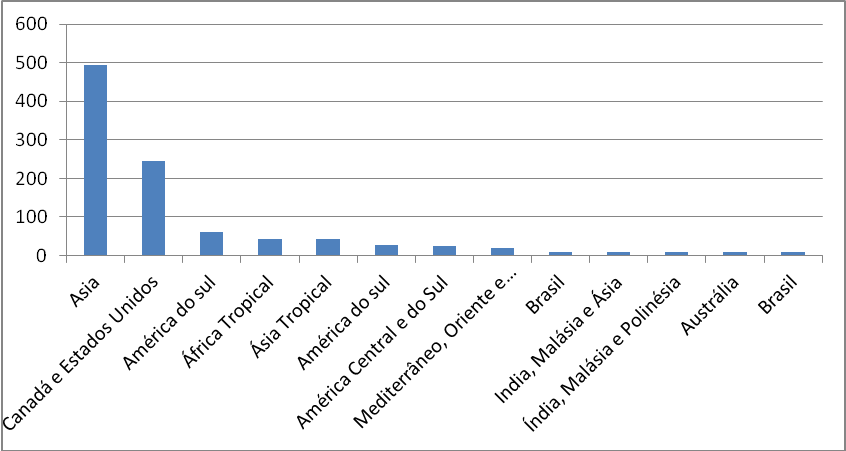 600
500
400
300
200
100
0
Asia
Canadá e Estados Unidos
América do sul
África Tropical
Ásia Tropical
América do sul
América Central e do Sul
Mediterrâneo, Oriente e...
Brasil
India, Malásia e Ásia
Índia, Malásia e Polinésia
Austrália
Brasil